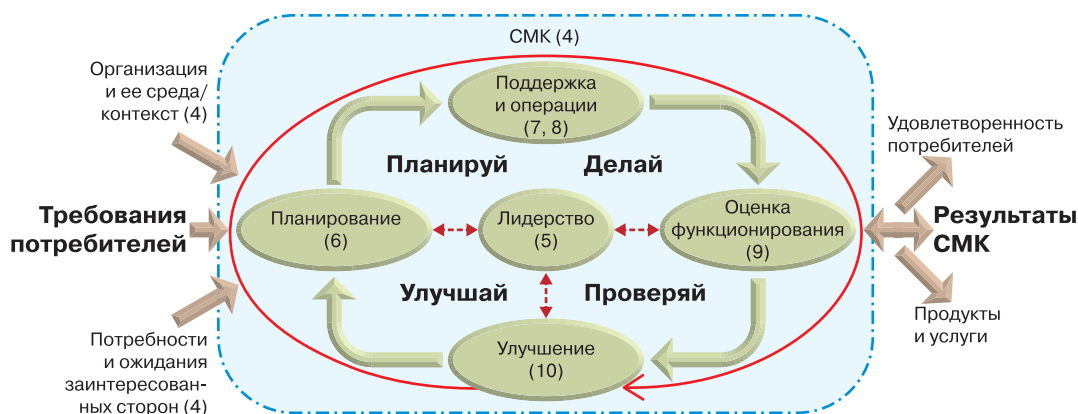 СМК (4)
Организация
и ее среда/
контекст (4)
Поддержка
и операции
(7, 8)
Удовлетворенность
потребителей
Планируй
Делай
Требования
потребителей
Планирование
(6)
Лидерство
(5)
Оценка
функционирования
(9)
Результаты
СМК
Улучшай
Проверяй
Потребности
и ожидания
заинтересован-
ных сторон (4)
Улучшение
(10)
Продукты
и услуги